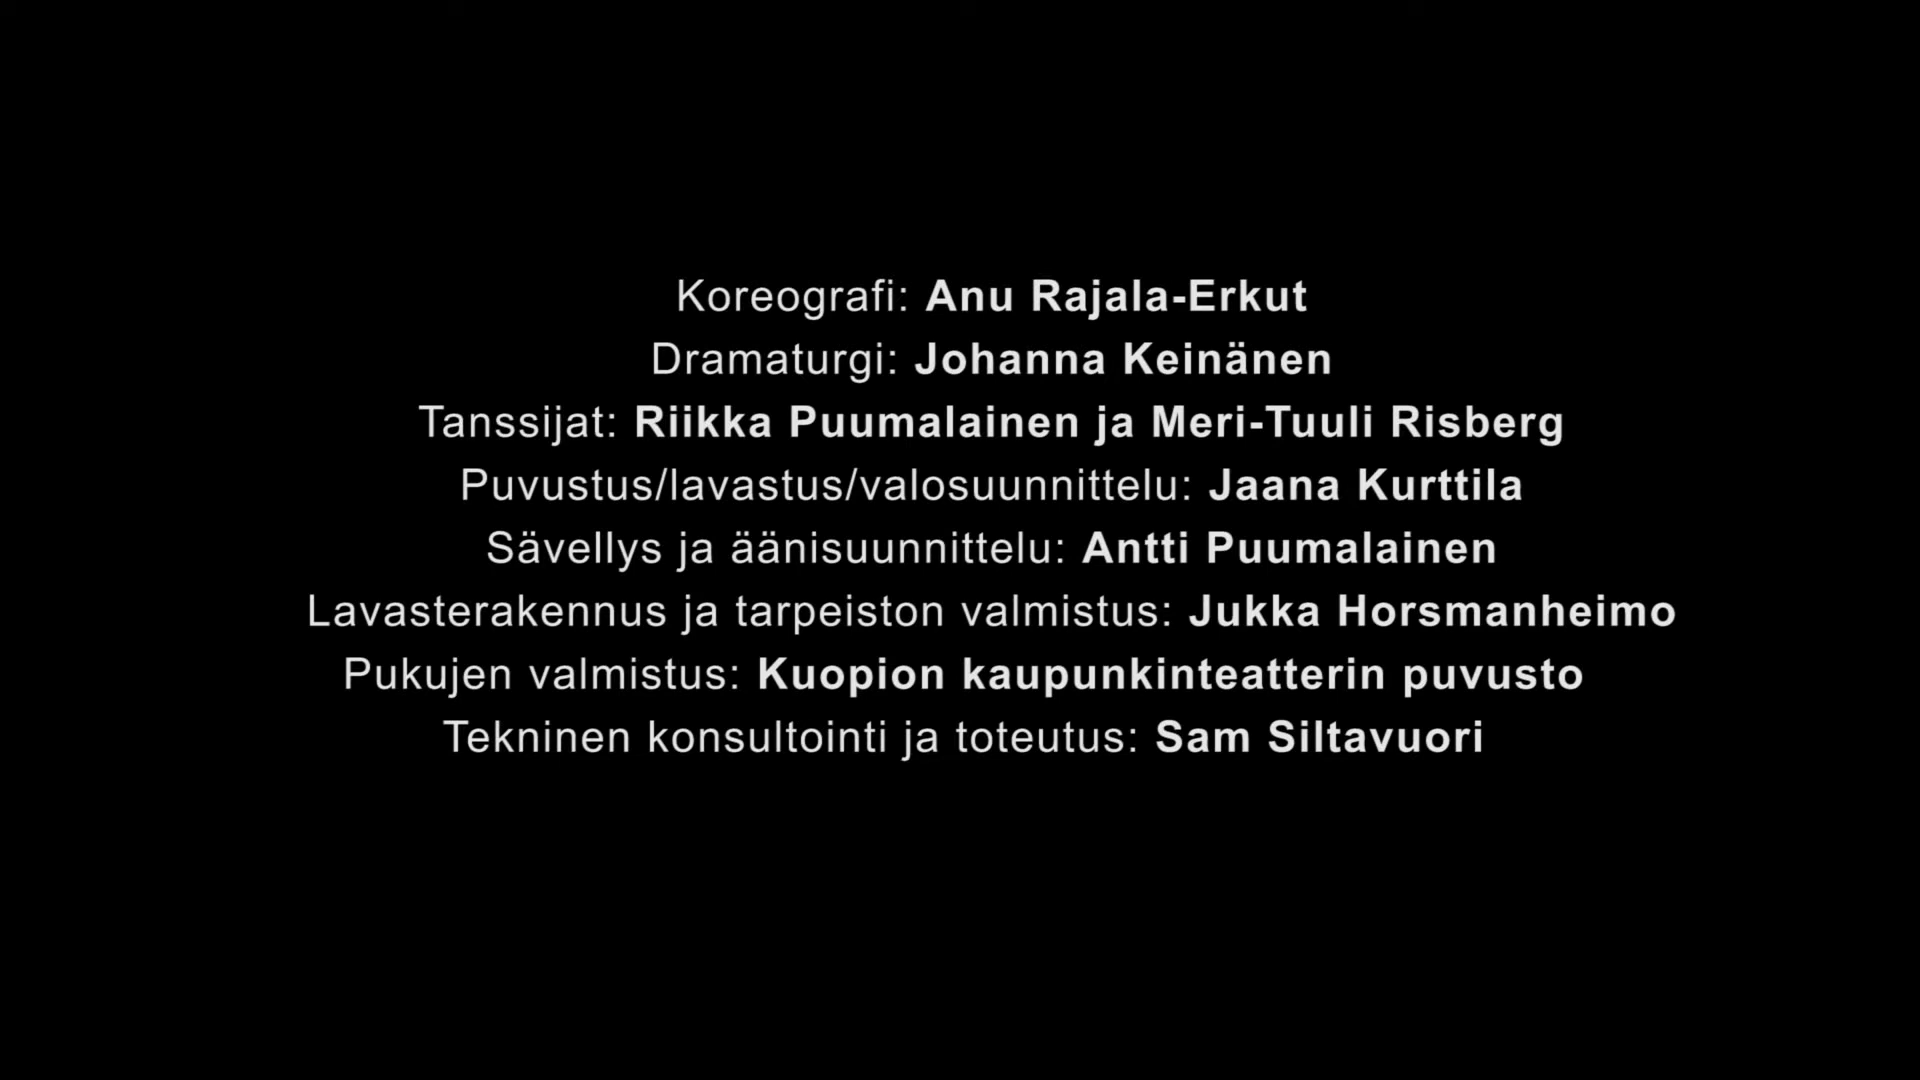 Koreografi: Anu Rajala-Erkut
Dramaturgi: Johanna Keinänen
Tanssijat: Riikka Puumalainen ja Meri-Tuuli Risberg
Puvustus/lavastus/valosuunnittelu: Jaana Kurttila
Sävellys ja äänisuunnittelu: Antti Puumalainen
Lavasterakennus ja tarpeiston valmistus: Jukka Horsmanheimo
Pukujen valmistus: Kuopion kaupunkinteatterin puvusto
Tekninen konsultointi ja toteutus: Sam Siltavuori